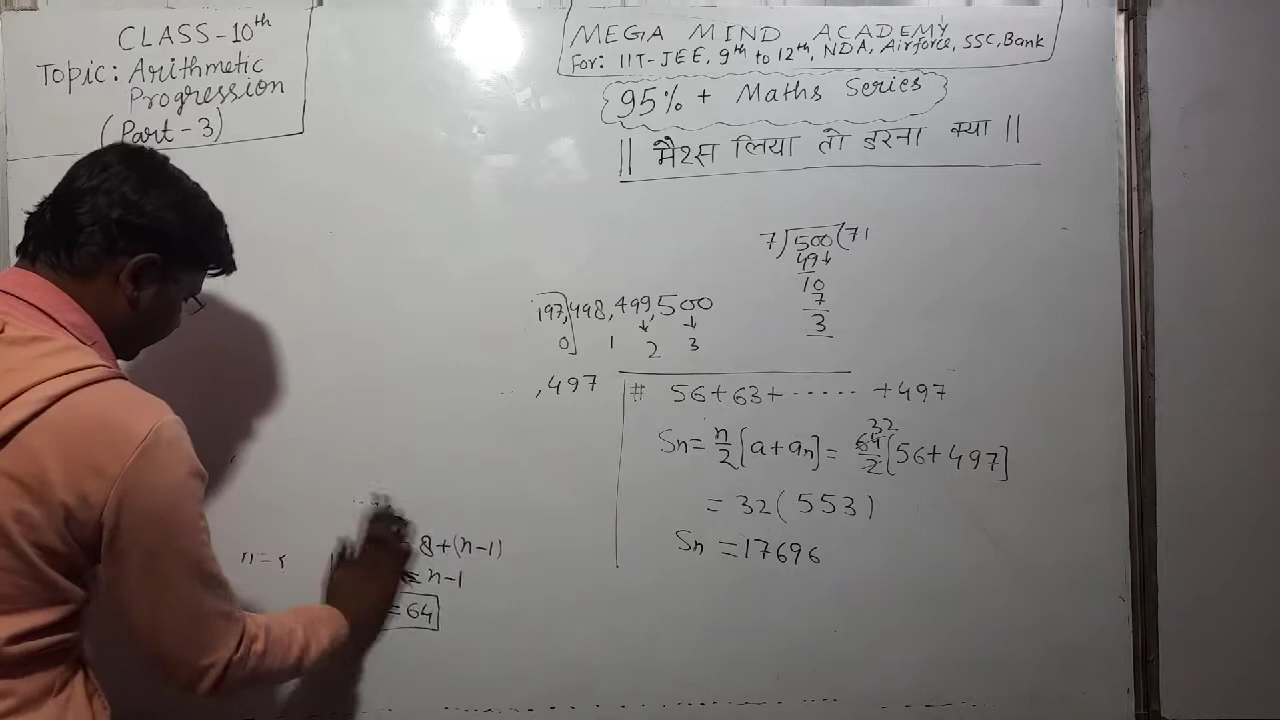 CLASS-10th
Topic: Arithmetic
Progression
(Part-3)
MEGA MIND ACADEMY
For: IIT-JEE, 9th to 12th, NDA, Airforce, SSC, Bank
95% + Maths Series
|| मैथ्स लिया तो डरना क्या ||
7)500(71
49
10
7
3
197,498,499,500
0 1 2 3
,497
# 56+63+ ...... +497
Sn = n/2 [a+an] = 64/2 [56+497]
32
= 32(553)
Sn = 17696
8+(n-1)
= n-1
= 64
n=